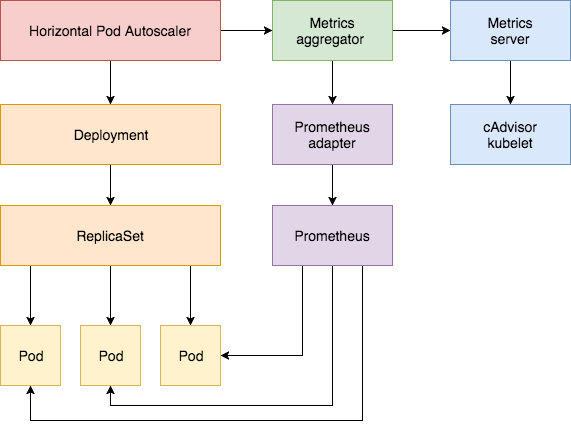 Horizontal Pod Autoscaler
Metrics
aggregator
Metrics
server
Deployment
Prometheus
adapter
cAdvisor
kubelet
ReplicaSet
Prometheus
Pod
Pod
Pod